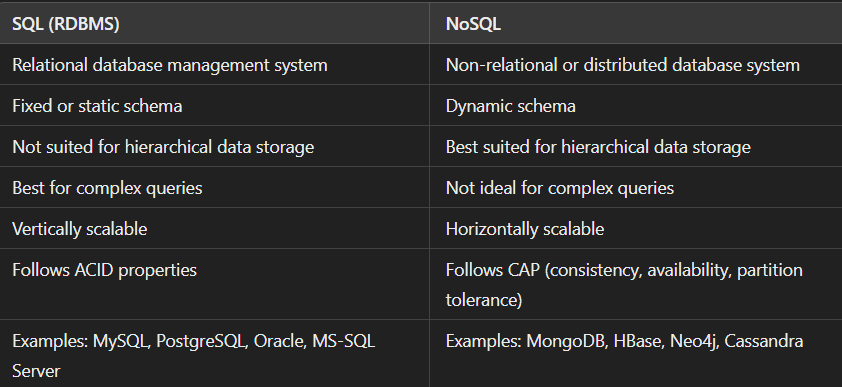 SQL (RDBMS) NoSQL
Relational database management system Non-relational or distributed database system
Fixed or static schema Dynamic schema
Not suited for hierarchical data storage Best suited for hierarchical data storage
Best for complex queries Not ideal for complex queries
Vertically scalable Horizontally scalable
Follows ACID properties Follows CAP (consistency, availability, partition
tolerance)
Examples: MySQL, PostgreSQL, Oracle, MS-SQL Examples: MongoDB, HBase, Neo4j, Cassandra
Server